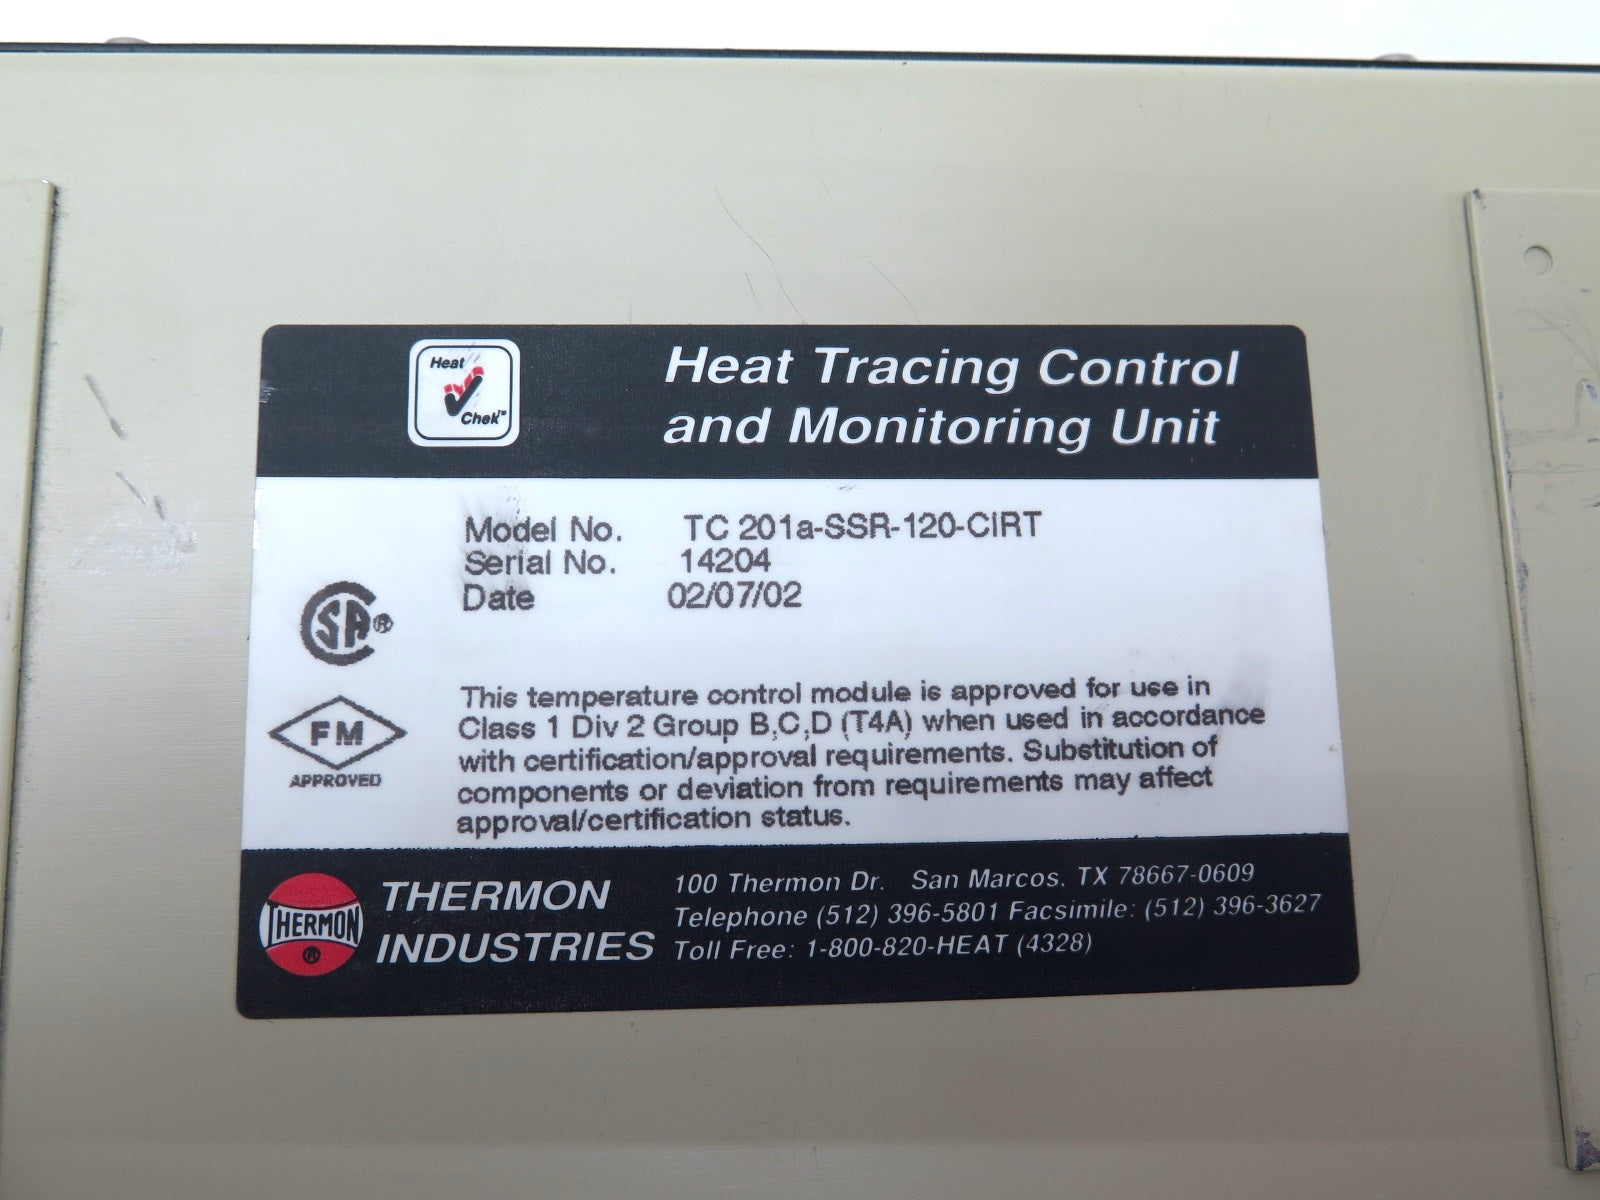 Heat
Chek™
Heat Tracing Control
and Monitoring Unit
Model No. TC 201a-SSR-120-CIRT
Serial No. 14204
Date 02/07/02
SA®
This temperature control module is approved for use in
Class 1 Div 2 Group B,C,D (T4A) when used in accordance
with certification/approval requirements. Substitution of
components or deviation from requirements may affect
approval/certification status.
FM
APPROVED
THERMON
®
THERMON
INDUSTRIES
100 Thermon Dr. San Marcos. TX 78667-0609
Telephone (512) 396-5801 Facsimile: (512) 396-3627
Toll Free: 1-800-820-HEAT (4328)